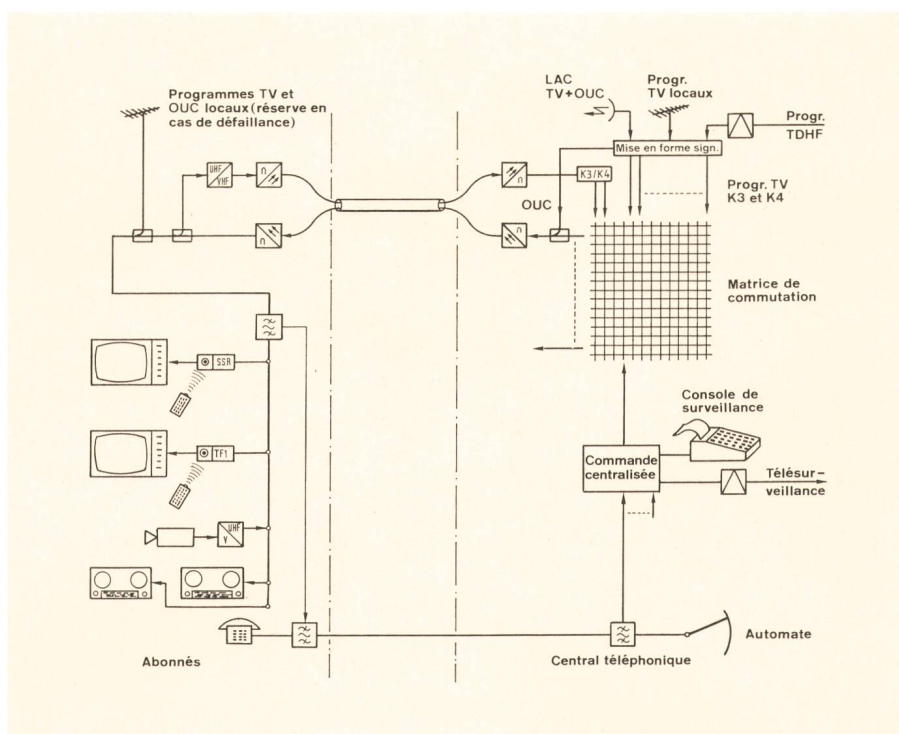 Programmes TV et
OUC locaux (réserve en
cas de défaillance)
LAC
TV+OUC
Progr.
TV locaux
Progr.
TDHF
Mise en forme sign.
UHF
VHF
n
n
n
n
K3/K4
OUC
Progr. TV
K3 et K4
Matrice de
commutation
SSR
TF1
UHF
V
Console de
surveillance
Commande
centralisée
Télésur-
veillance
Abonnés
Central téléphonique
Automate